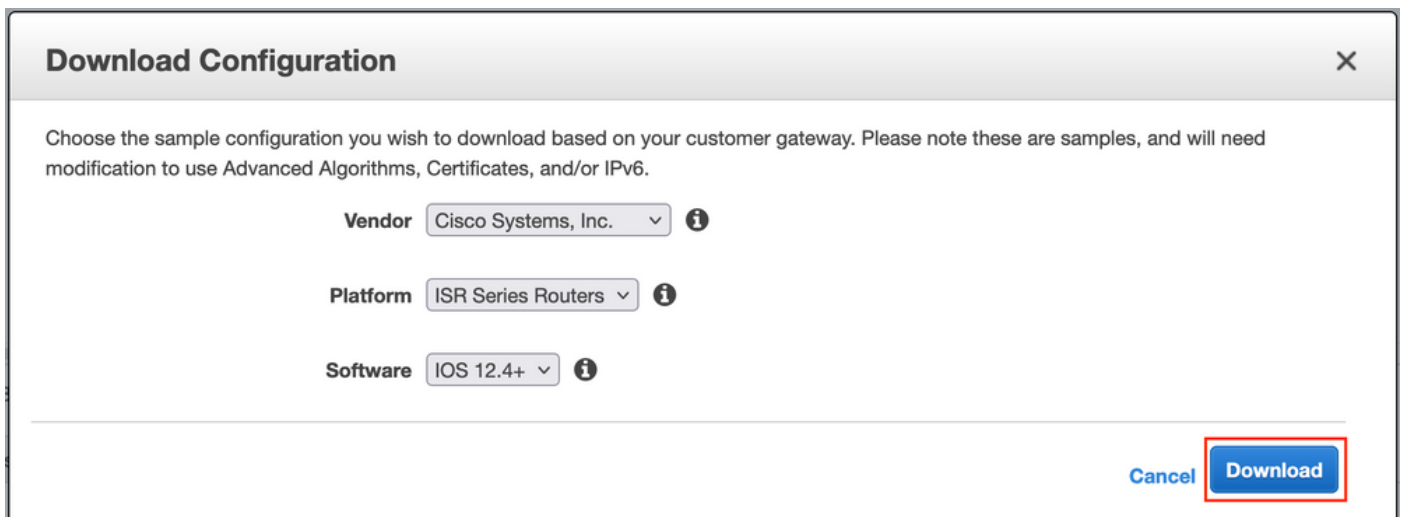 Download Configuration
Choose the sample configuration you wish to download based on your customer gateway. Please note these are samples, and will need
modification to use Advanced Algorithms, Certificates, and/or IPv6.
Vendor Cisco Systems, Inc.
Platform ISR Series Routers
Software IOS 12.4+
Cancel Download